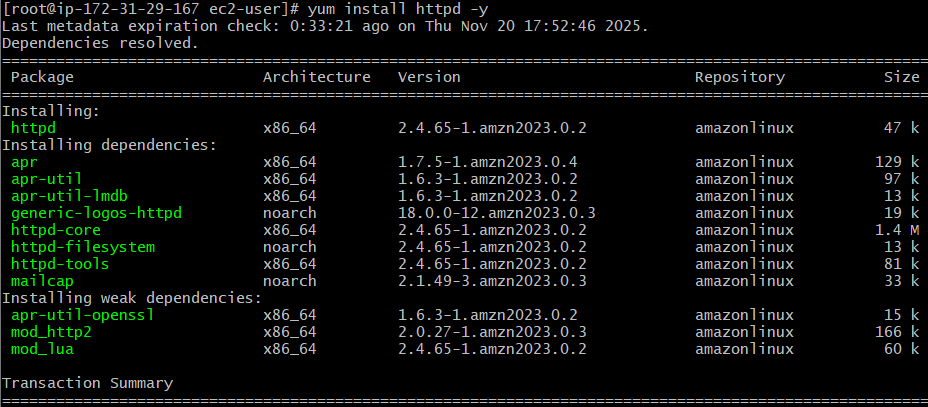 [root@ip-172-31-29-167 ec2-user]# yum install httpd -y
Last metadata expiration check: 0:33:21 ago on Thu Nov 20 17:52:46 2025.
Dependencies resolved.
================================================================================
Package Architecture Version Repository Size
================================================================================
Installing:
httpd x86_64 2.4.65-1.amzn2023.0.2 amazonlinux 47 k
Installing dependencies:
apr x86_64 1.7.5-1.amzn2023.0.4 amazonlinux 129 k
apr-util x86_64 1.6.3-1.amzn2023.0.2 amazonlinux 97 k
apr-util-lmdb x86_64 1.6.3-1.amzn2023.0.2 amazonlinux 13 k
generic-logos-httpd noarch 18.0.0-12.amzn2023.0.3 amazonlinux 19 k
httpd-core x86_64 2.4.65-1.amzn2023.0.2 amazonlinux 1.4 M
httpd-filesystem noarch 2.4.65-1.amzn2023.0.2 amazonlinux 13 k
httpd-tools x86_64 2.4.65-1.amzn2023.0.2 amazonlinux 81 k
mailcap noarch 2.1.49-3.amzn2023.0.3 amazonlinux 33 k
Installing weak dependencies:
apr-util-openssl x86_64 1.6.3-1.amzn2023.0.2 amazonlinux 15 k
mod_http2 x86_64 2.0.27-1.amzn2023.0.3 amazonlinux 166 k
mod_lua x86_64 2.4.65-1.amzn2023.0.2 amazonlinux 60 k
Transaction Summary
================================================================================